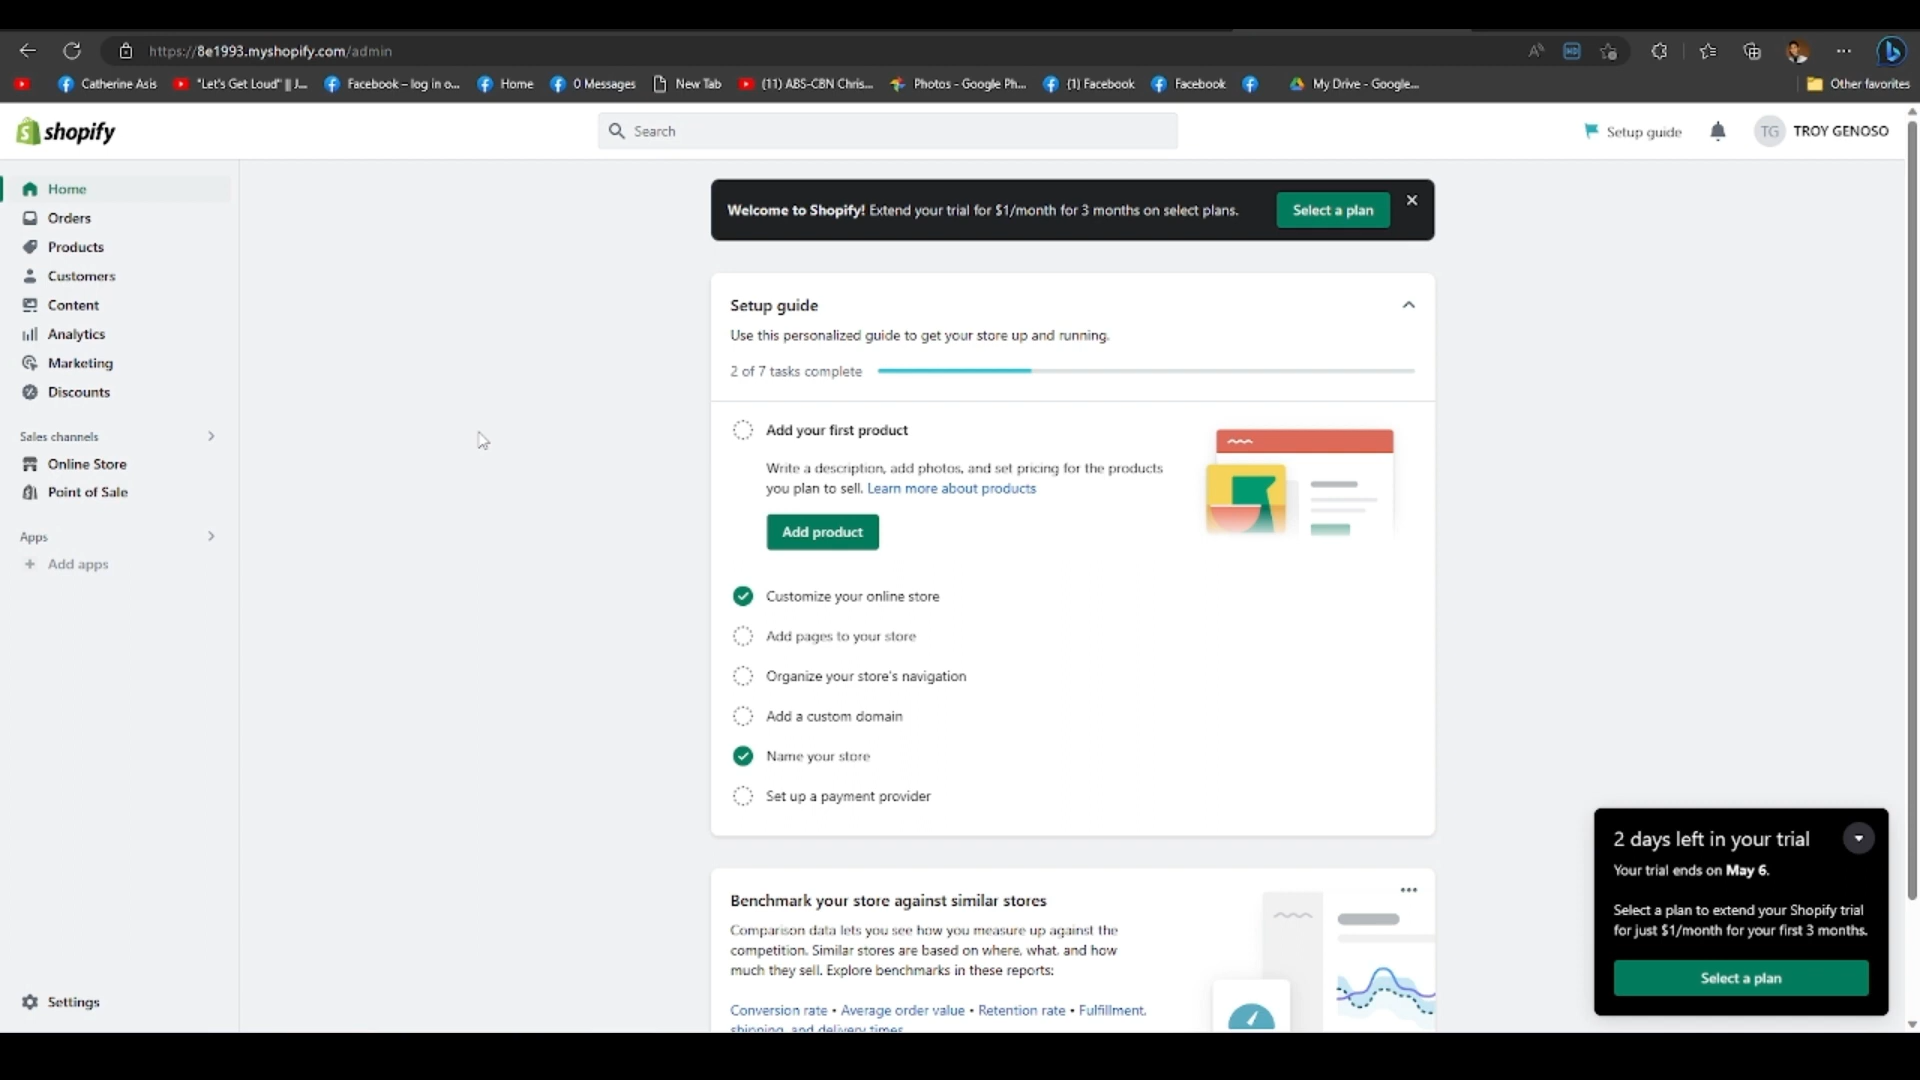 https://8e1993.myshopify.com/admin
Catherine Asis
"Let's Get Loud" || J...
Facebook – log in o...
Home
0 Messages
New Tab
(11) ABS-CBN Chris...
Photos - Google Ph...
(1) Facebook
Facebook
My Drive - Google...
Other favorites
shopify
Search
Setup guide
TG
TROY GENOSO
Home
Orders
Products
Customers
Content
Analytics
Marketing
Discounts
Sales channels
Online Store
Point of Sale
Apps
Add apps
Settings
Welcome to Shopify! Extend your trial for $1/month for 3 months on select plans.
Select a plan
Setup guide
Use this personalized guide to get your store up and running.
2 of 7 tasks complete
Add your first product
Write a description, add photos, and set pricing for the products
you plan to sell. Learn more about products
Add product
Customize your online store
Add pages to your store
Organize your store's navigation
Add a custom domain
Name your store
Set up a payment provider
Benchmark your store against similar stores
Comparison data lets you see how you measure up against the
competition. Similar stores are based on where, what, and how
much they sell. Explore benchmarks in these reports:
Conversion rate • Average order value • Retention rate • Fulfillment,
shipping, and delivery times
2 days left in your trial
Your trial ends on May 6.
Select a plan to extend your Shopify trial
for just $1/month for your first 3 months.
Select a plan